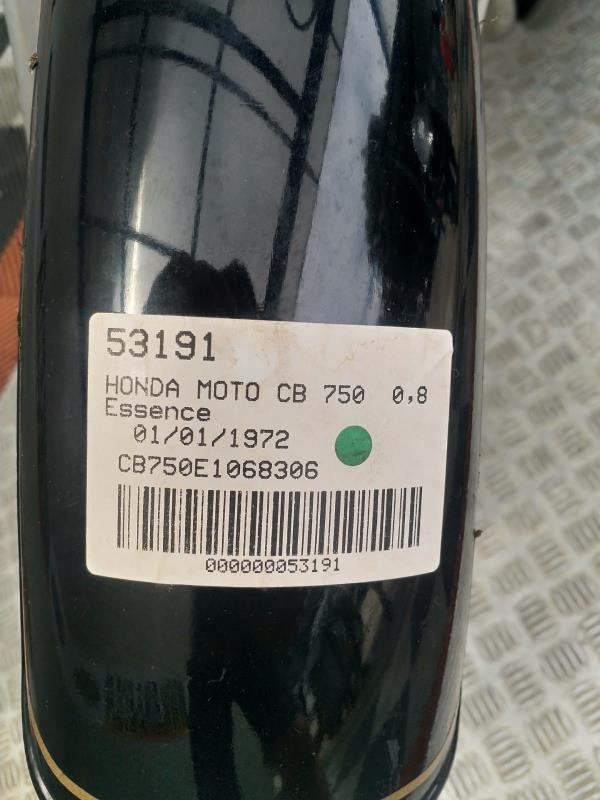 53191
HONDA MOTO CB 750 0,8
Essence
01/01/1972
CB750E1068306
000000053191